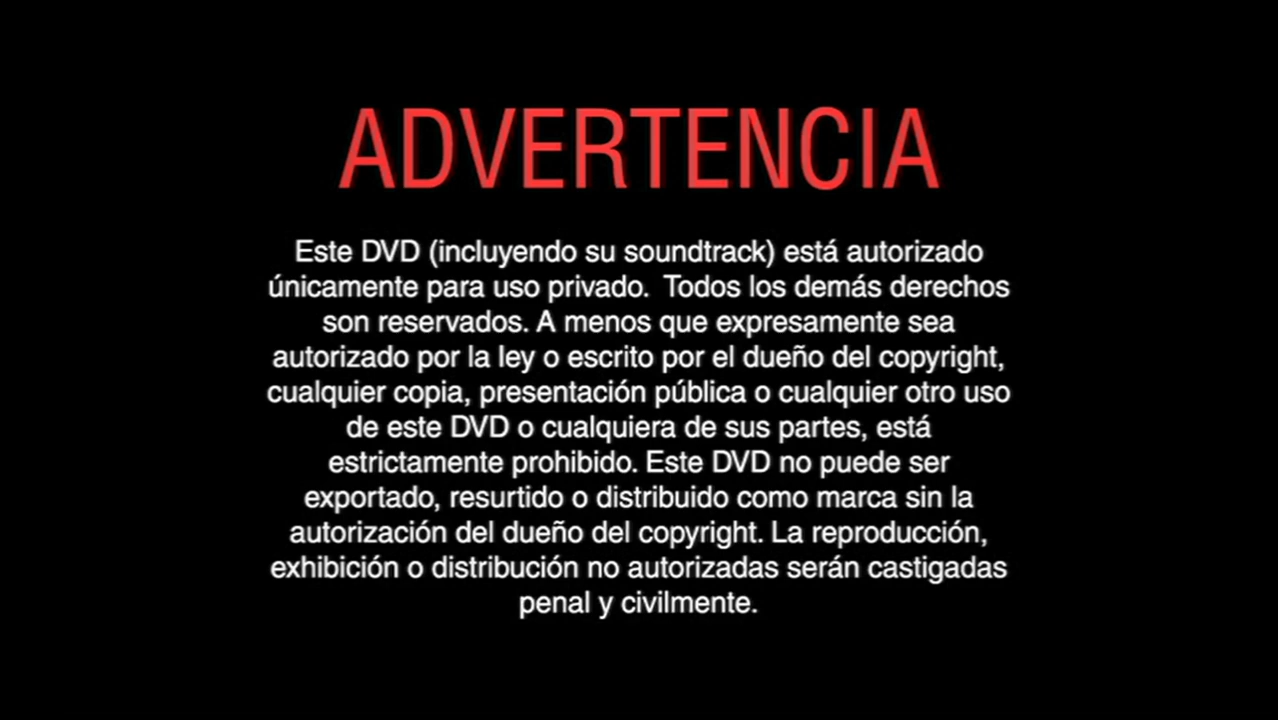 ADVERTENCIA
Este DVD (incluyendo su soundtrack) está autorizado
únicamente para uso privado.  Todos los demás derechos
son reservados. A menos que expresamente sea
autorizado por la ley o escrito por el dueño del copyright,
cualquier copia, presentación pública o cualquier otro uso
de este DVD o cualquiera de sus partes, está
estrictamente prohibido. Este DVD no puede ser
exportado, resurtido o distribuido como marca sin la
autorización del dueño del copyright. La reproducción,
exhibición o distribución no autorizadas serán castigadas
penal y civilmente.